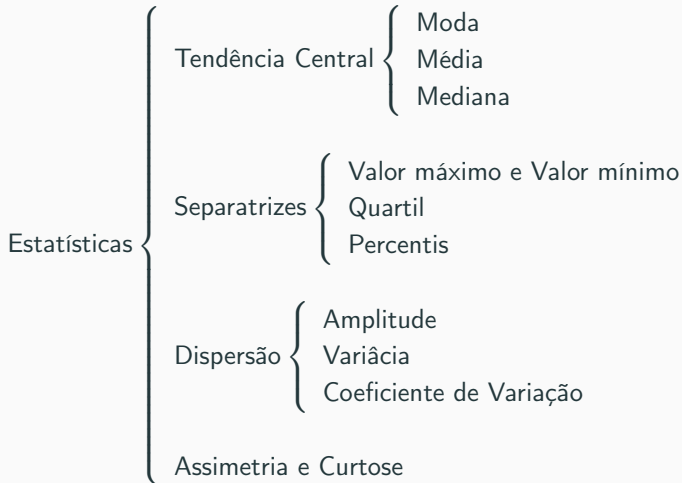 Estatísticas
Tendência Central
Moda
Média
Mediana
Separatrizes
Valor máximo e Valor mínimo
Quartil
Percentis
Dispersão
Amplitude
Variâcia
Coeficiente de Variação
Assimetria e Curtose